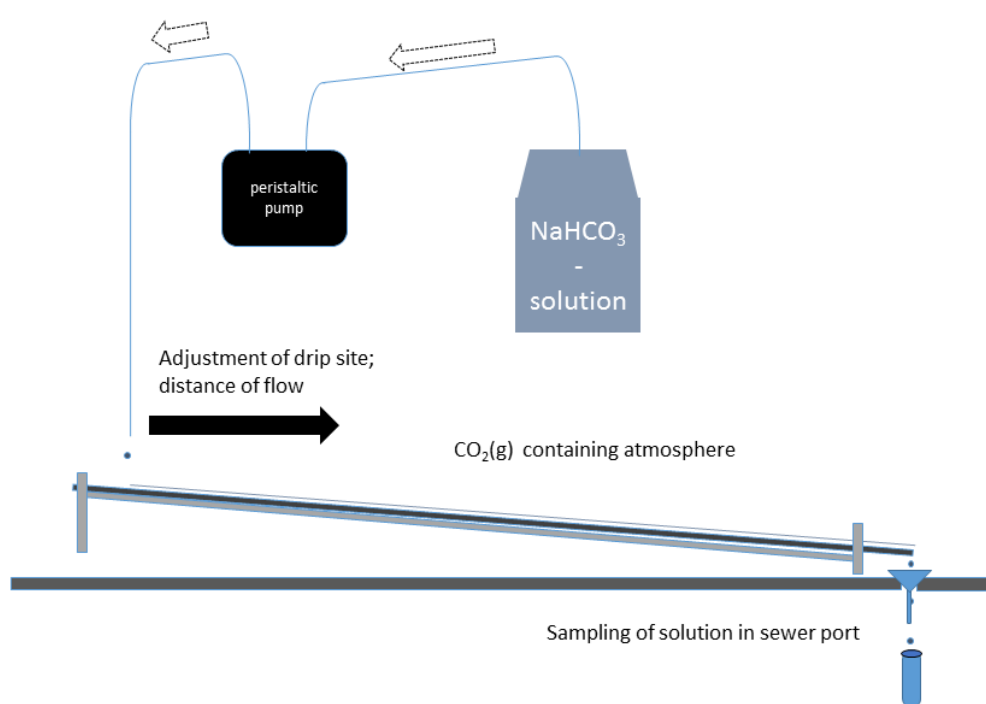 peristaltic
pump
NaHCO₃
-
solution
Adjustment of drip site;
distance of flow
CO₂(g) containing atmosphere
Sampling of solution in sewer port